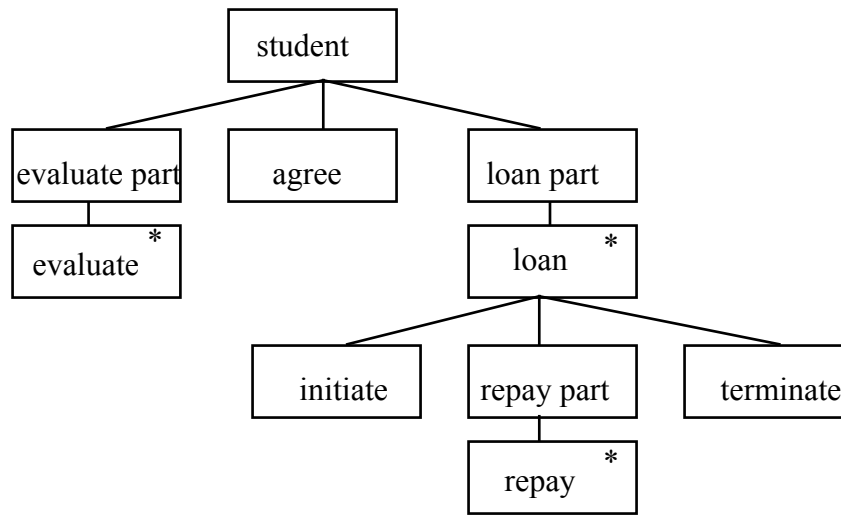 student
evaluate part
agree
loan part
evaluate *
loan *
initiate
repay part
terminate
repay *